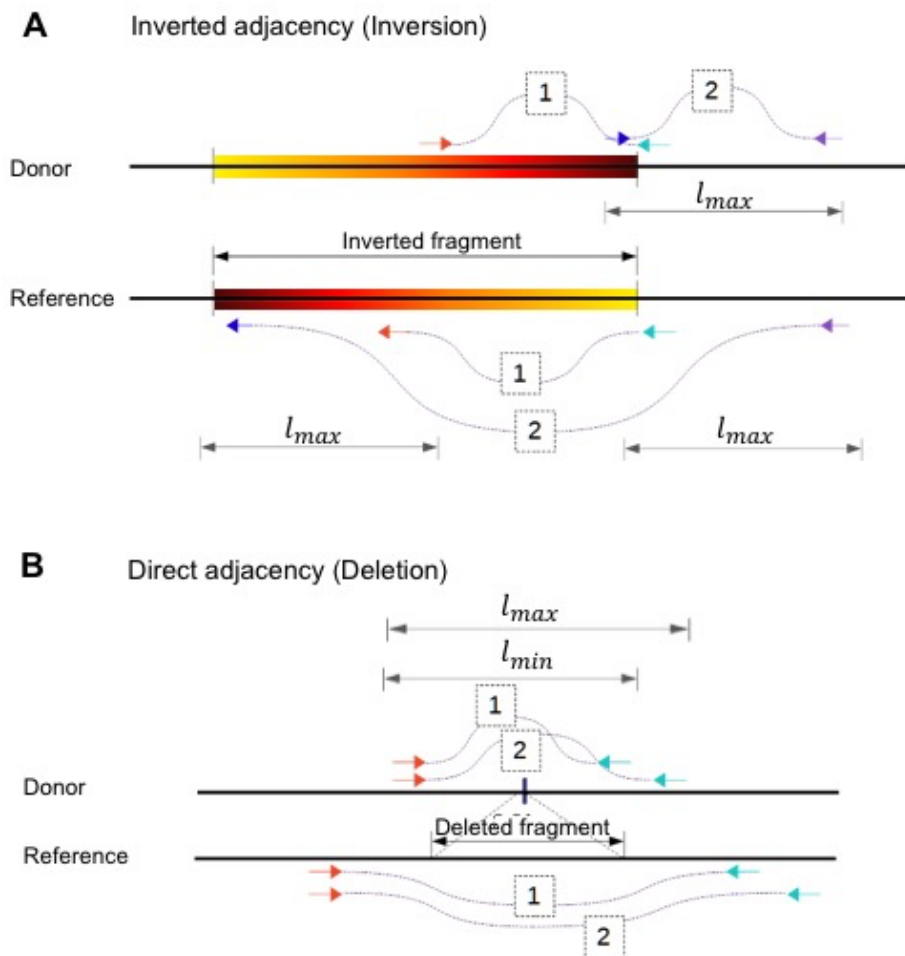 A Inverted adjacency (Inversion)
1 2
Donor
l_max
Inverted fragment
Reference
1
2
l_max l_max
B Direct adjacency (Deletion)
l_max
l_min
1
2
Donor
Deleted fragment
Reference
1
2